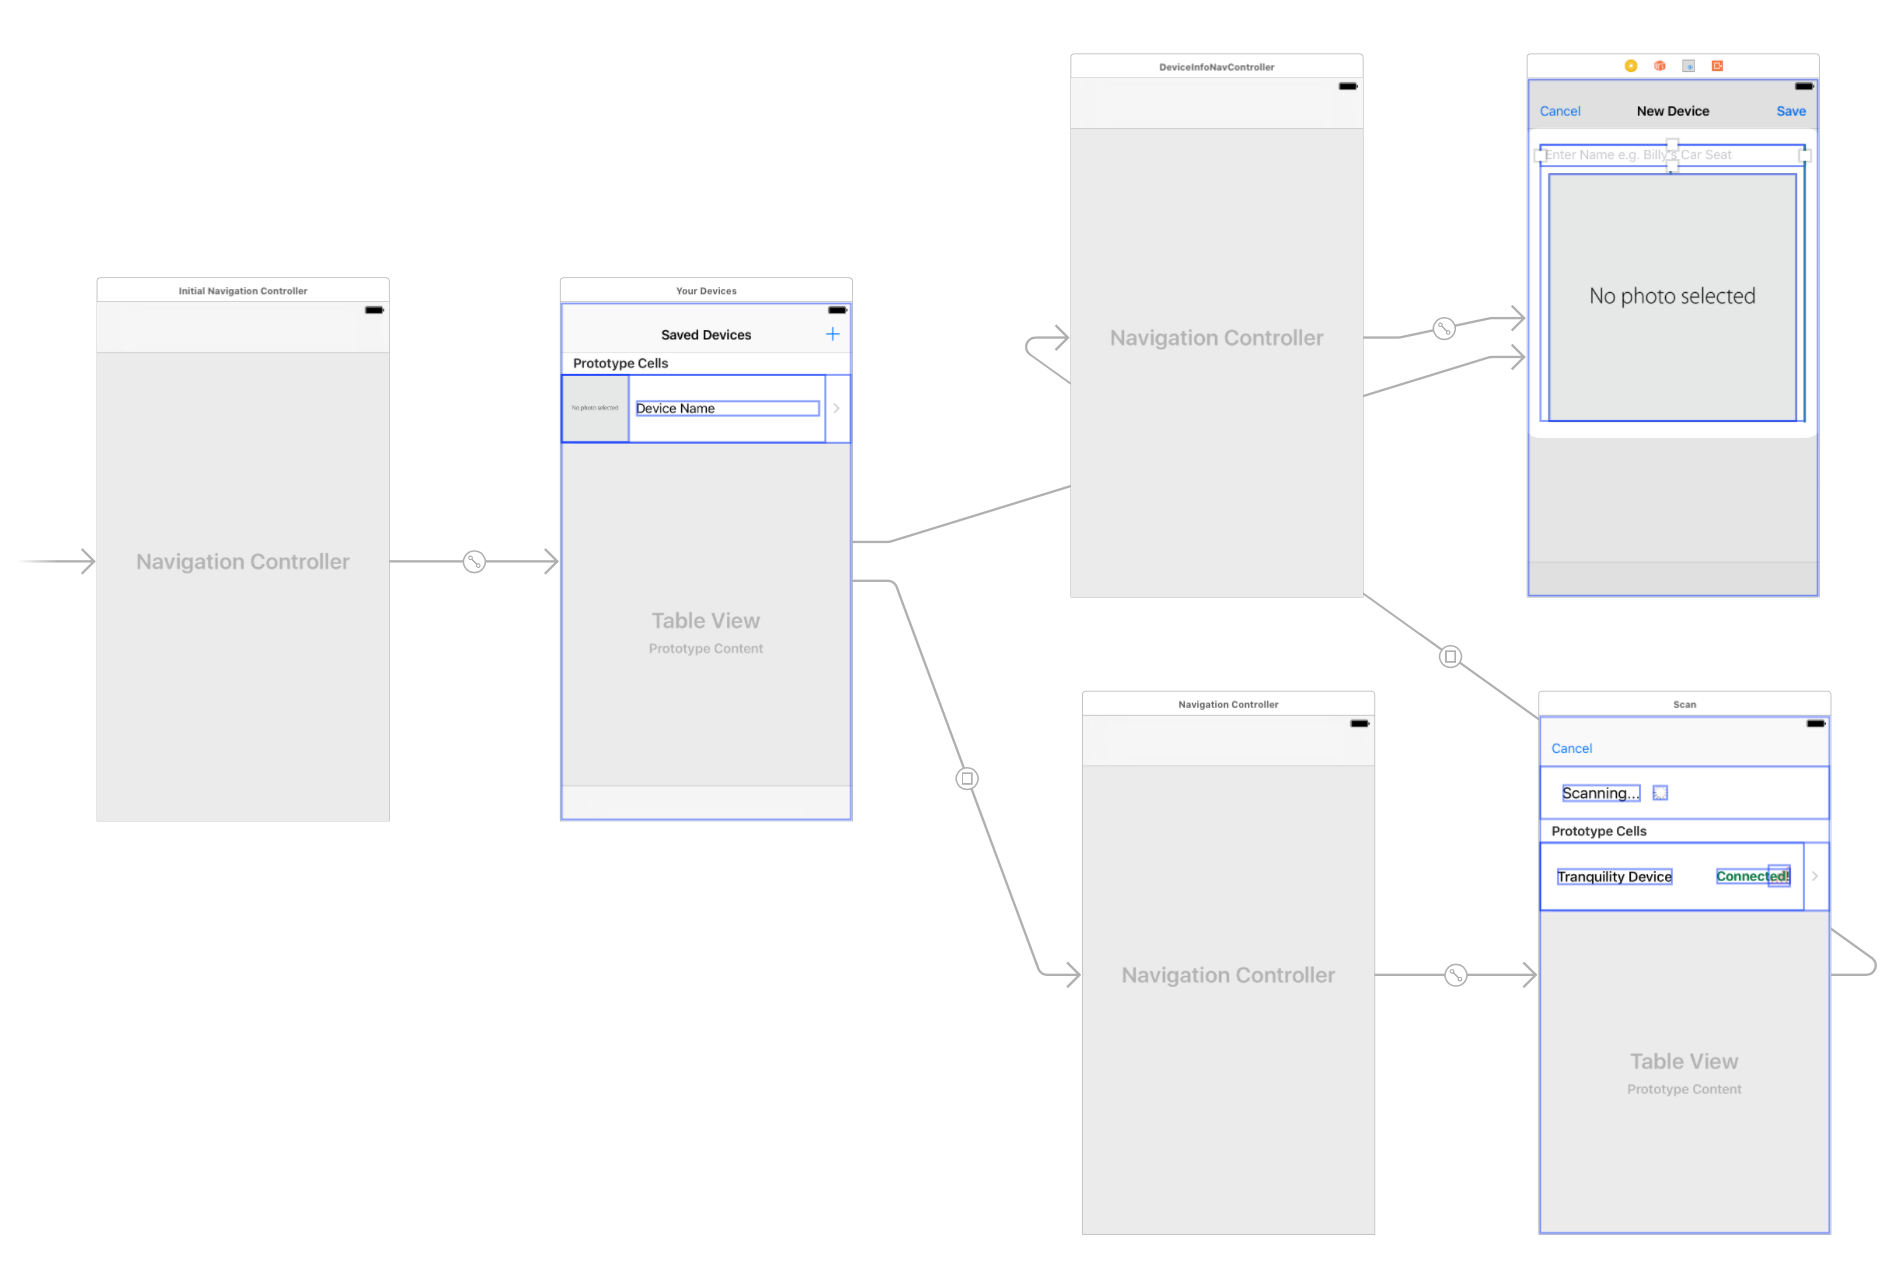 Initial Navigation Controller
Navigation Controller
Your Devices
Saved Devices
+
Prototype Cells
No photo selected
Device Name
Table View
Prototype Content
DeviceInfoNavController
Navigation Controller
Cancel
New Device
Save
Enter Name e.g. Billy's Car Seat
No photo selected
Navigation Controller
Navigation Controller
Scan
Cancel
Scanning...
Prototype Cells
Tranquility Device
Connected!
Table View
Prototype Content